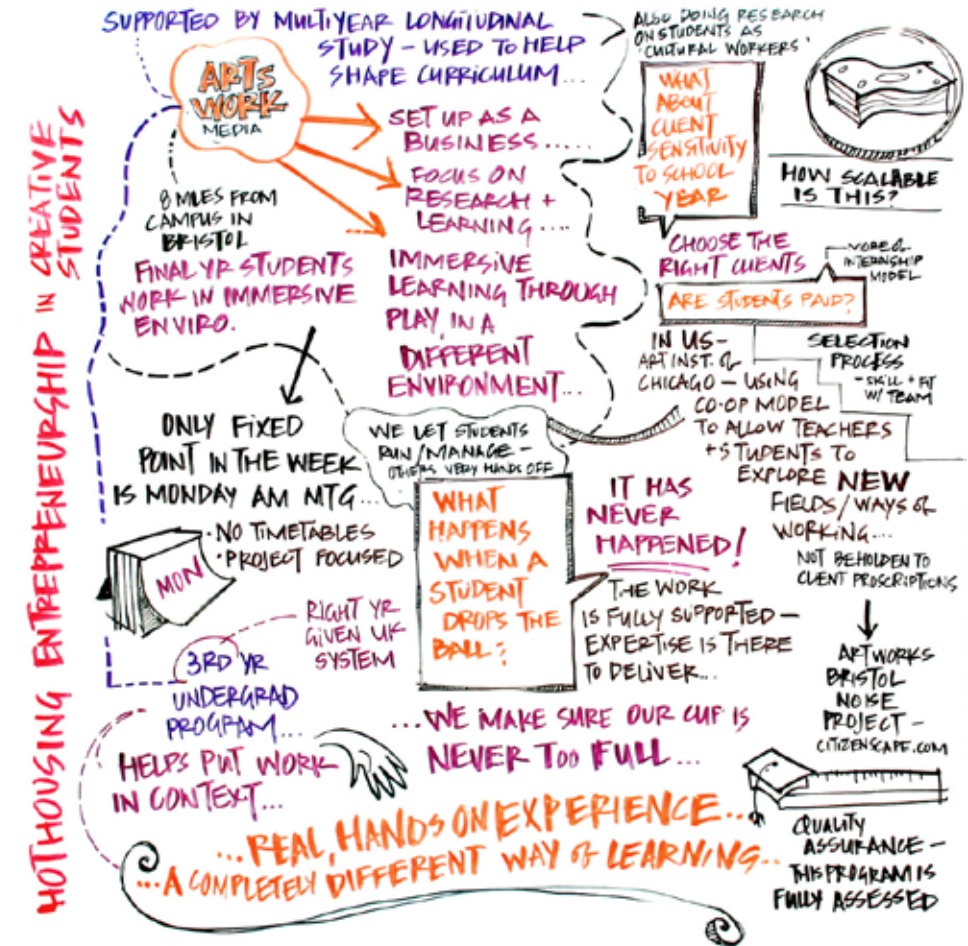 HOTHOUSING ENTREPRENEURSHIP IN CREATIVE
STUDENTS
SUPPORTED BY MULTIYEAR LONGITUDINAL
STUDY - USED TO HELP
SHAPE CURRICULUM...
ARTS
WORK
MEDIA
8 MILES FROM
CAMPUS IN
BRISTOL
FINAL YR STUDENTS
WORK IN IMMERSIVE
ENVIRO.
SET UP AS A
BUSINESS.....
FOCUS ON
RESEARCH +
LEARNING....
IMMERSIVE
LEARNING THROUGH
PLAY, IN A
DIFFERENT
ENVIRONMENT...
ALSO DOING RESEARCH
ON STUDENTS AS
'CULTURAL WORKERS'
WHAT
ABOUT
CLIENT
SENSITIVITY
TO SCHOOL
YEAR
CHOOSE THE
RIGHT CLIENTS
HOW SCALABLE
IS THIS?
MORE OF
INTERNSHIP
MODEL
ARE STUDENTS PAID?
SELECTION
PROCESS
- SKILL + FIT
W/ TEAM
IN US-
ART INST. OF
CHICAGO - USING
CO-OP MODEL
TO ALLOW TEACHERS
+ STUDENTS TO
EXPLORE NEW
FIELDS/WAYS OF
WORKING...
NOT BEHOLDEN TO
CLIENT PROSCRIPTIONS
ARTWORKS
BRISTOL
NOISE
PROJECT -
CITIZENSCAPE.COM
ONLY FIXED
POINT IN THE WEEK
IS MONDAY AM MTG...
MON
• NO TIMETABLES
• PROJECT FOCUSED
WE LET STUDENTS
RUN/MANAGE -
OTHERS VERY HANDS OFF
WHAT
HAPPENS
WHEN A
STUDENT
DROPS THE
BALL?
IT HAS
NEVER
HAPPENED!
THE WORK
IS FULLY SUPPORTED -
EXPERTISE IS THERE
TO DELIVER...
RIGHT YR
GIVEN UK
SYSTEM
3RD YR
UNDERGRAD
PROGRAM...
HELPS PUT WORK
IN CONTEXT...
...WE MAKE SURE OUR CUP IS
NEVER TOO FULL...
...REAL, HANDS ON EXPERIENCE...
...A COMPLETELY DIFFERENT WAY OF LEARNING...
QUALITY
ASSURANCE -
THIS PROGRAM IS
FULLY ASSESSED